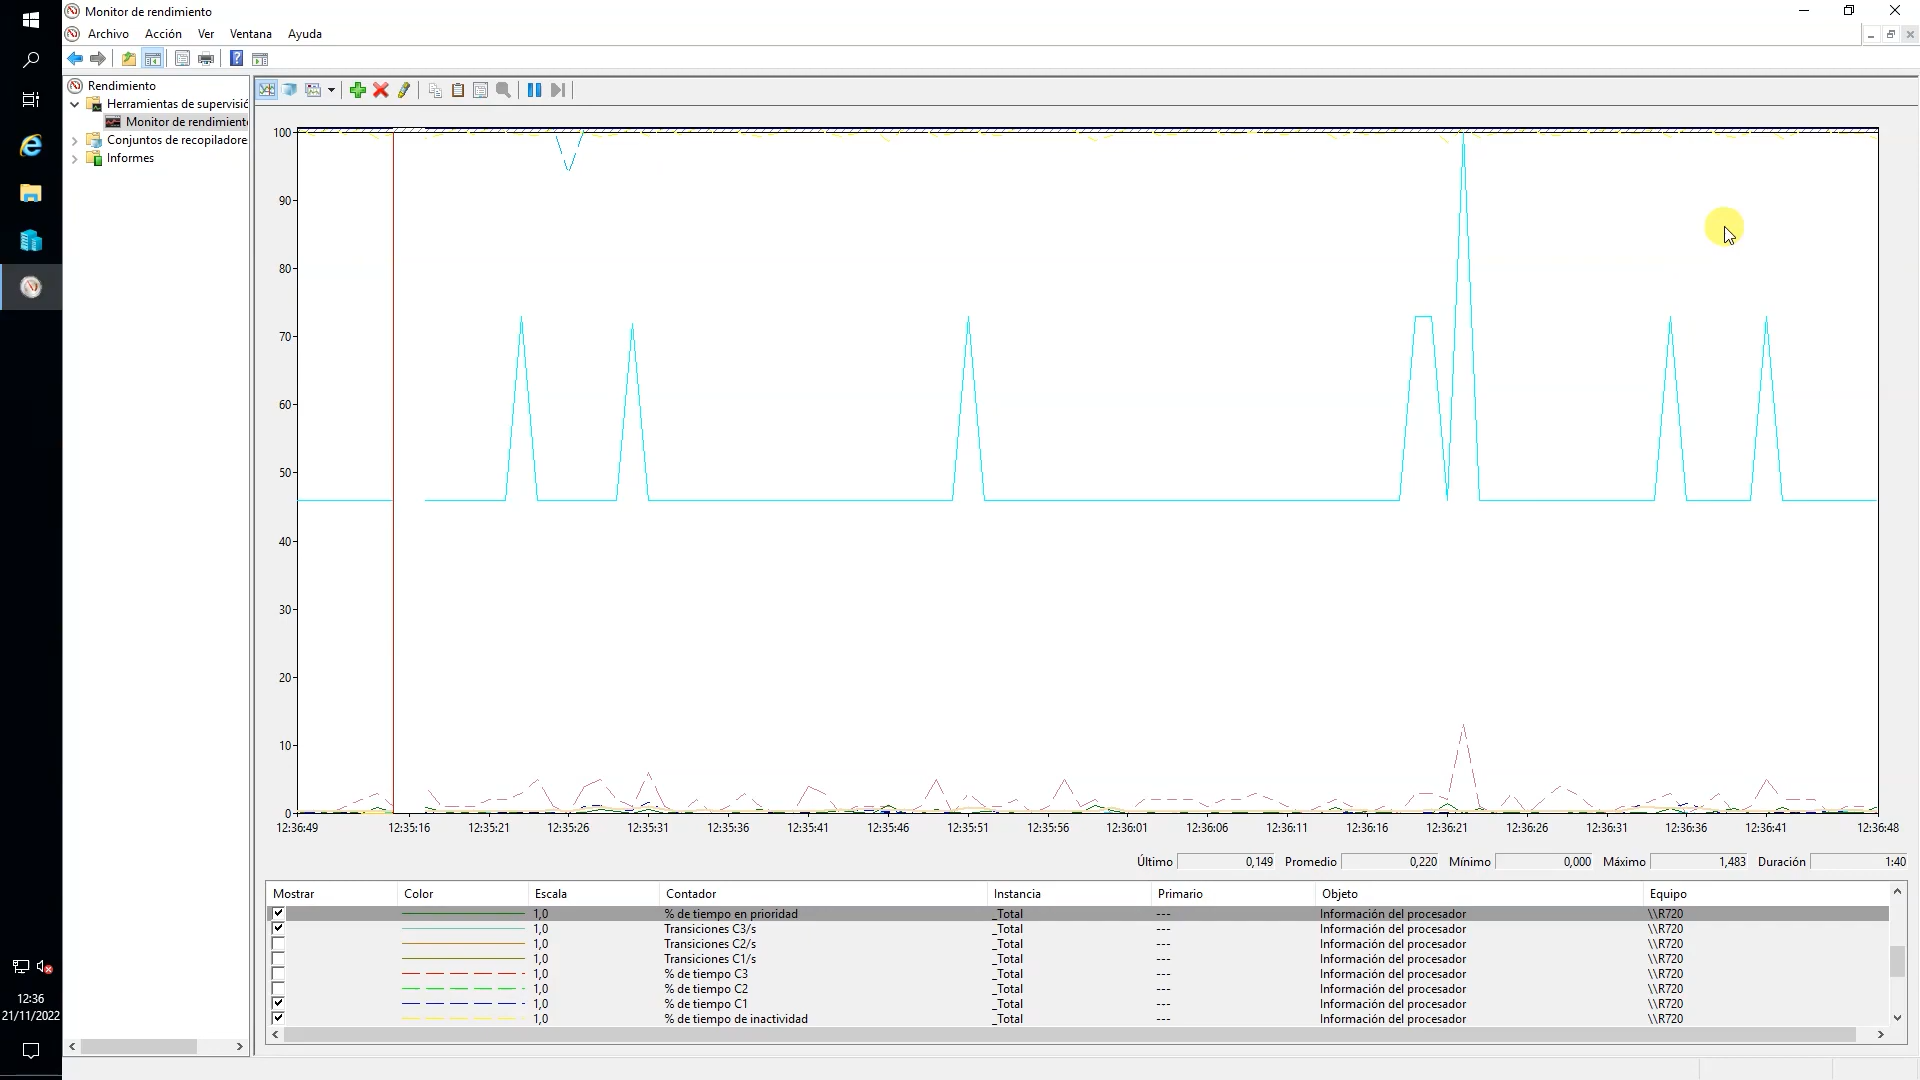 Monitor de rendimiento
Archivo Acción Ver Ventana Ayuda
Rendimiento
Herramientas de supervisió
Monitor de rendimient
Conjuntos de recopiladore
Informes
100
90
80
70
60
50
40
30
20
10
0
12:36:49 12:35:16 12:35:21 12:35:26 12:35:31 12:35:36 12:35:41 12:35:46 12:35:51 12:35:56 12:36:01 12:36:06 12:36:11 12:36:16 12:36:21 12:36:26 12:36:31 12:36:36 12:36:41 12:36:48
Último 0,149 Promedio 0,220 Mínimo 0,000 Máximo 1,483 Duración 1:40
Mostrar Color Escala Contador Instancia Primario Objeto Equipo
1,0 % de tiempo en prioridad _Total --- Información del procesador \\R720
1,0 Transiciones C3/s _Total --- Información del procesador \\R720
1,0 Transiciones C2/s _Total --- Información del procesador \\R720
1,0 Transiciones C1/s _Total --- Información del procesador \\R720
1,0 % de tiempo C3 _Total --- Información del procesador \\R720
1,0 % de tiempo C2 _Total --- Información del procesador \\R720
1,0 % de tiempo C1 _Total --- Información del procesador \\R720
1,0 % de tiempo de inactividad _Total --- Información del procesador \\R720
12:36
21/11/2022